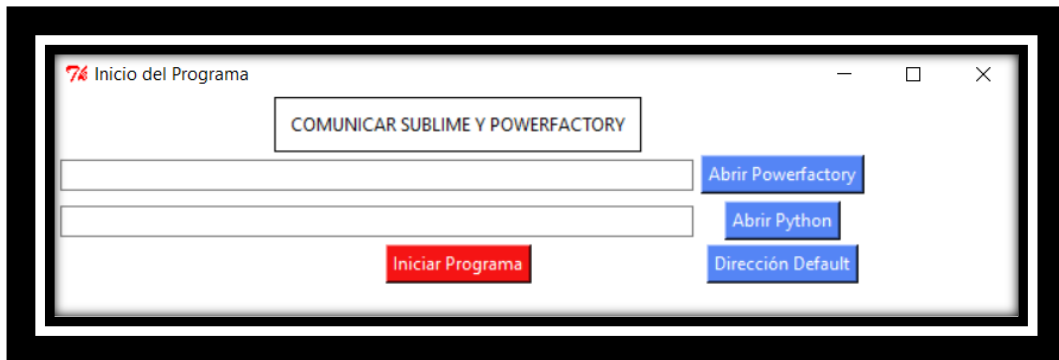 Inicio del Programa
COMUNICAR SUBLIME Y POWERFACTORY
Abrir Powerfactory
Abrir Python
Iniciar Programa
Dirección Default